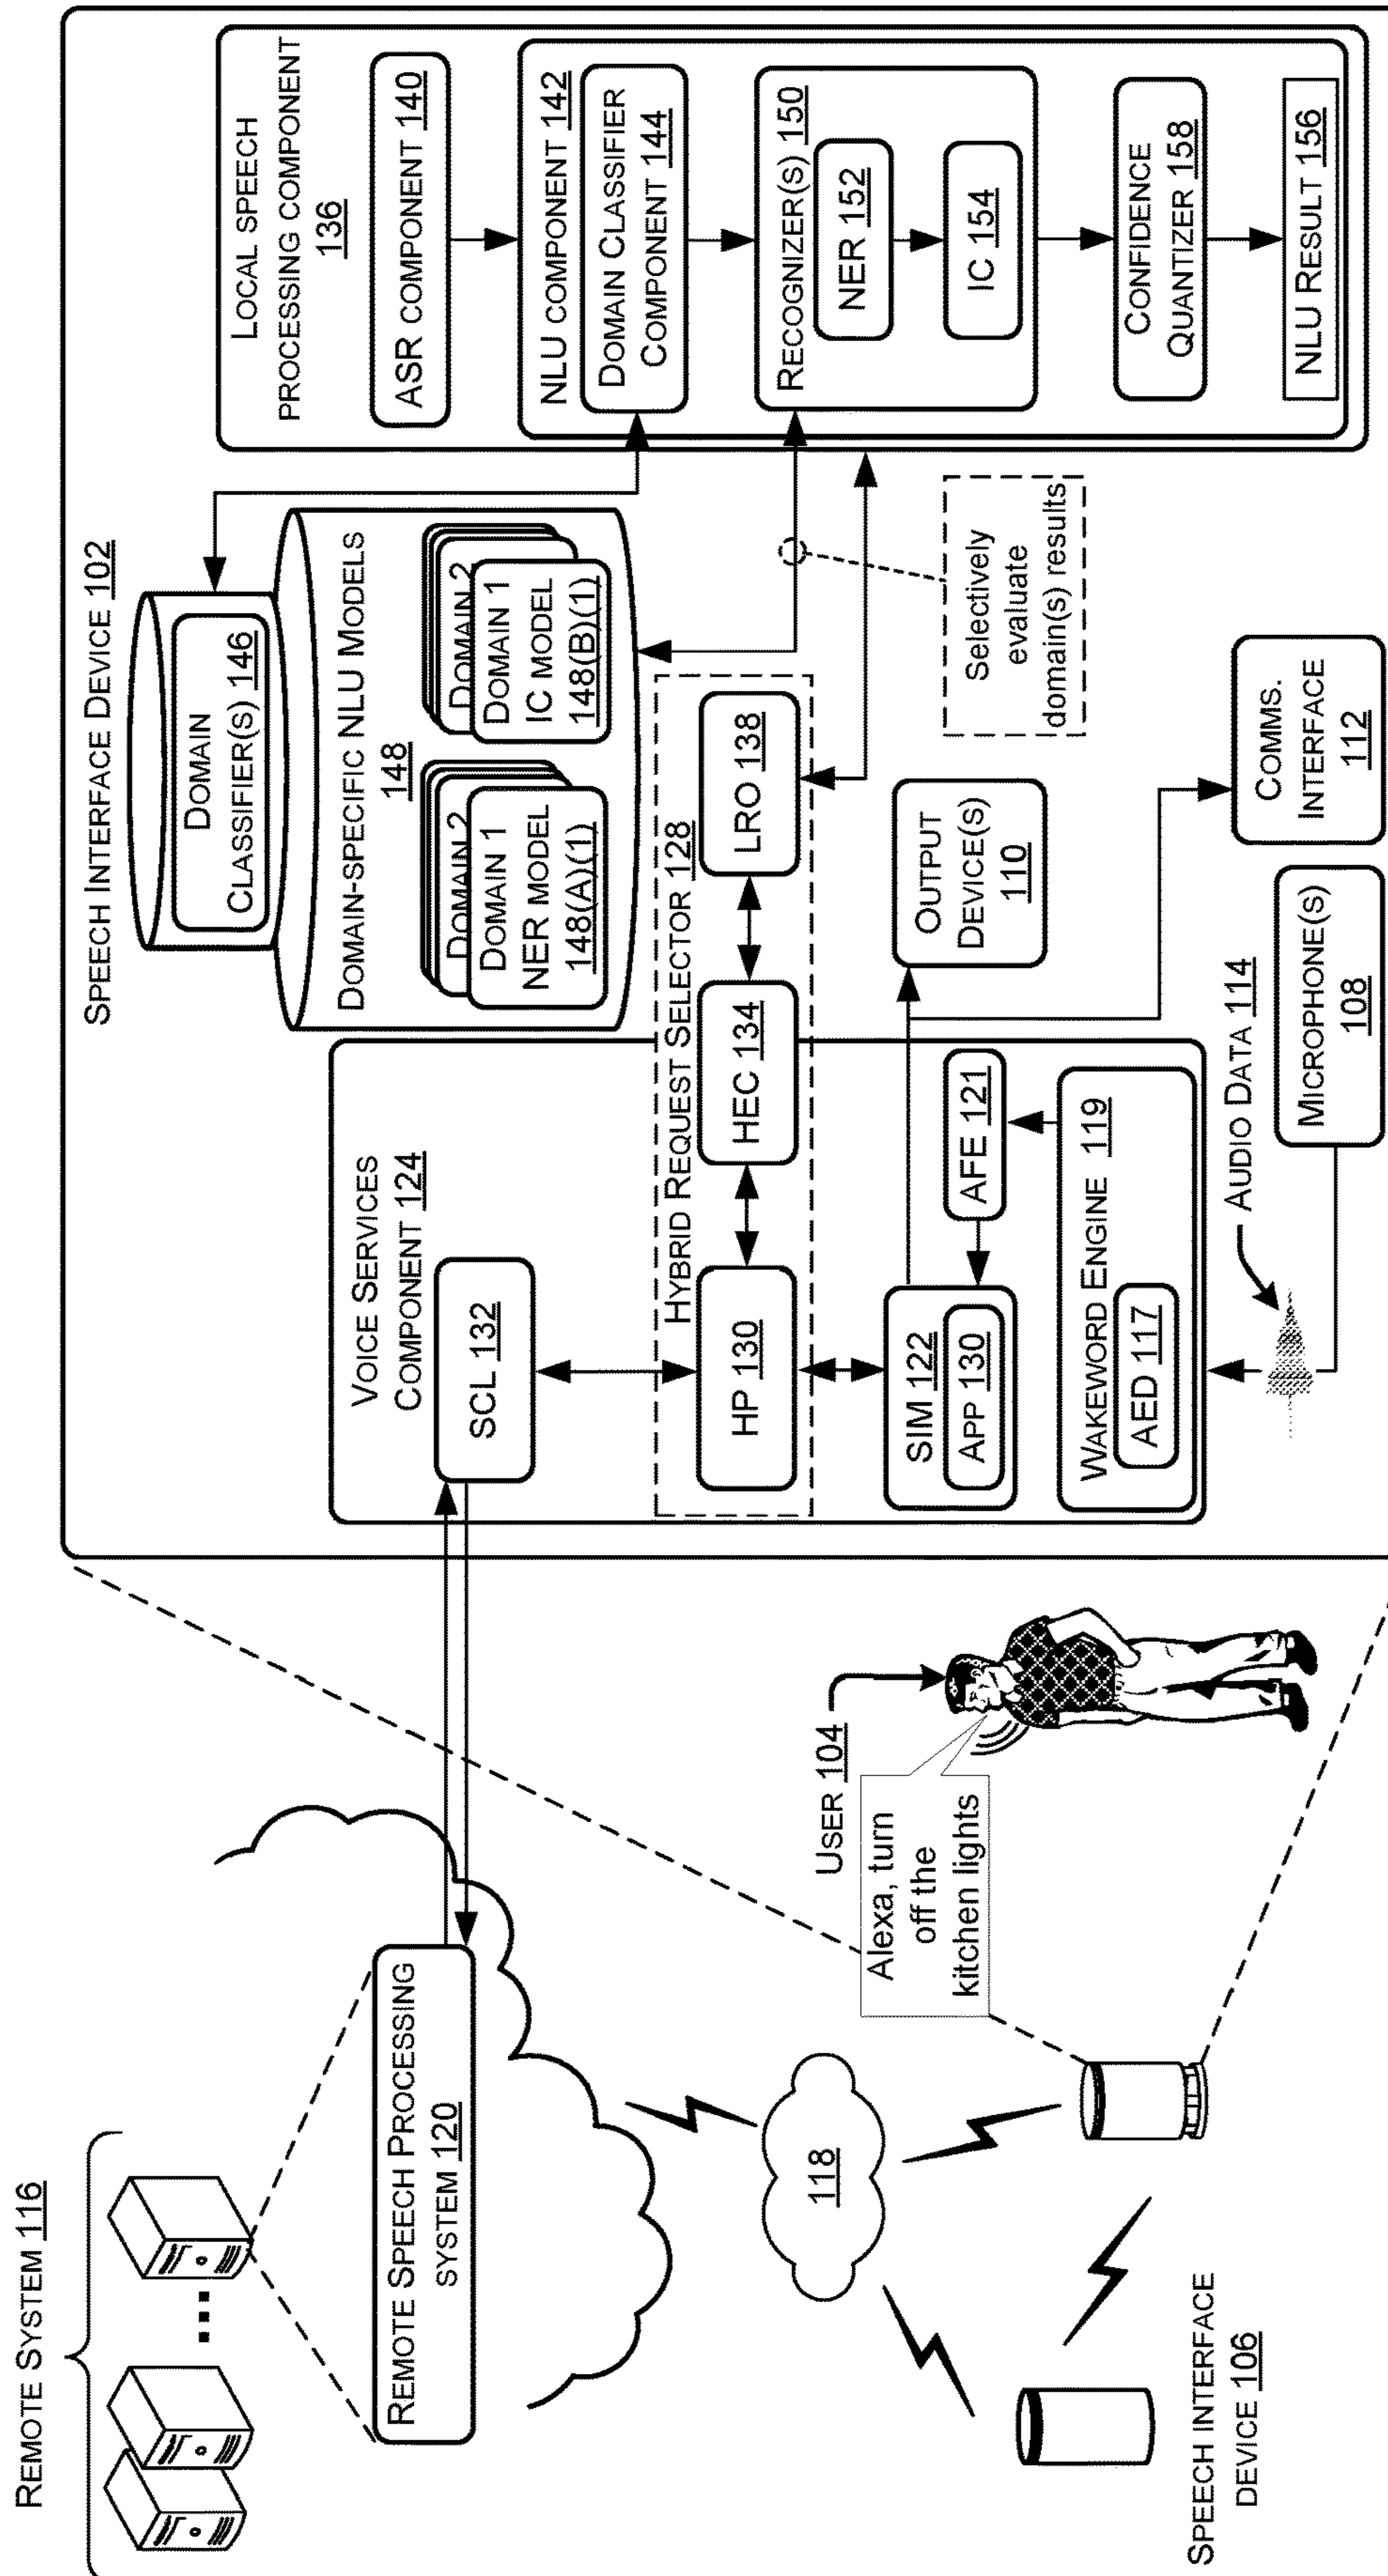 REMOTE SYSTEM 116
REMOTE SPEECH PROCESSING
SYSTEM 120
118
SPEECH INTERFACE
DEVICE 106
USER 104
Alexa, turn
off the
kitchen lights
SPEECH INTERFACE DEVICE 102
VOICE SERVICES
COMPONENT 124
SCL 132
HYBRID REQUEST SELECTOR 128
HP 130
HEC 134
LRO 138
SIM 122
APP 130
AFE 121
WAKEWORD ENGINE 119
AED 117
AUDIO DATA 114
MICROPHONE(S)
108
OUTPUT
DEVICE(S)
110
COMMS.
INTERFACE
112
DOMAIN
CLASSIFIER(S) 146
DOMAIN-SPECIFIC NLU MODELS
148
DOMAIN 2
DOMAIN 1
NER MODEL
148(A)(1)
DOMAIN 2
DOMAIN 1
IC MODEL
148(B)(1)
Selectively
evaluate
domain(s) results
LOCAL SPEECH
PROCESSING COMPONENT
136
ASR COMPONENT 140
NLU COMPONENT 142
DOMAIN CLASSIFIER
COMPONENT 144
RECOGNIZER(S) 150
NER 152
IC 154
CONFIDENCE
QUANTIZER 158
NLU RESULT 156